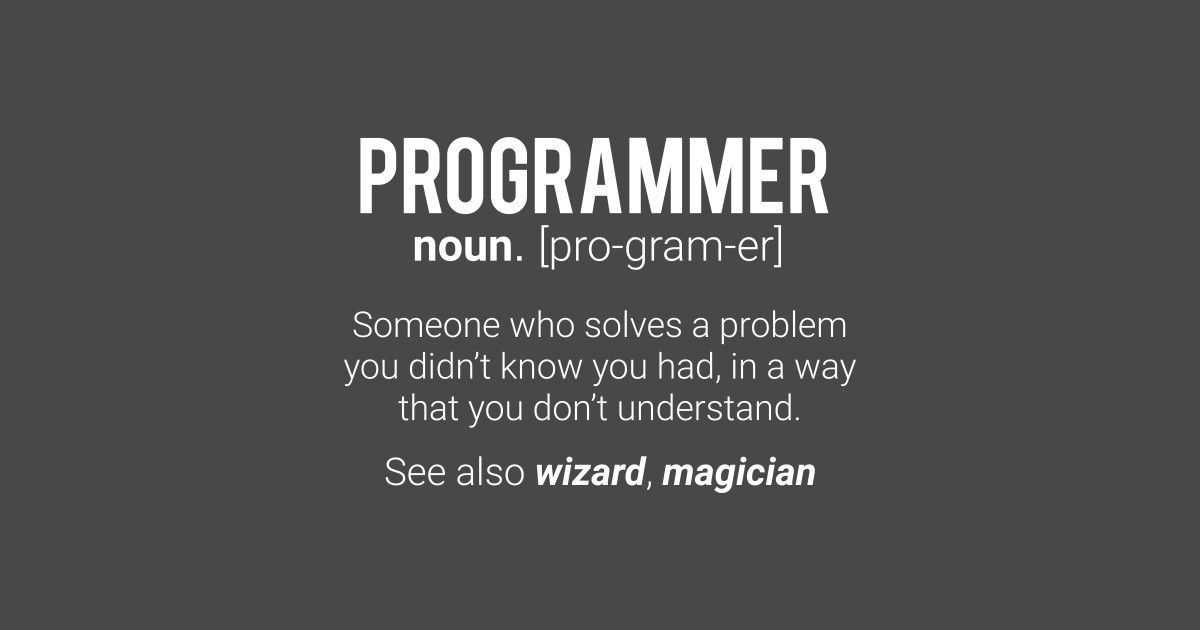 PROGRAMMER
noun. [pro-gram-er]
Someone who solves a problem
you didn’t know you had, in a way
that you don’t understand.
See also wizard, magician